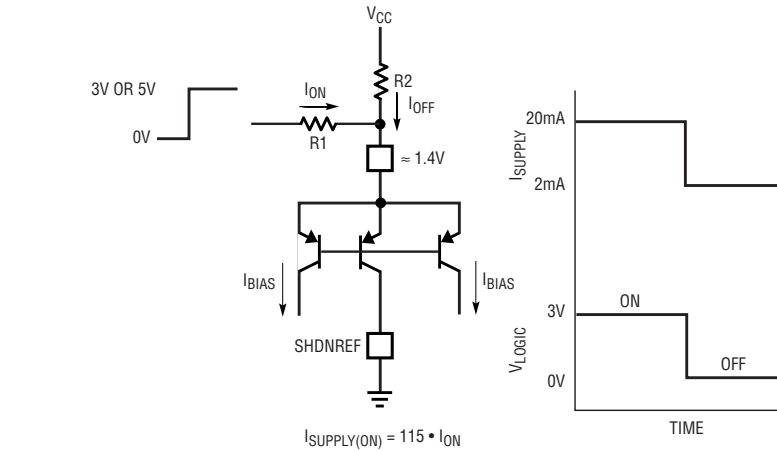 VCC
3V OR 5V
0V
ION
R1
R2
IOFF
≈ 1.4V
IBIAS
IBIAS
SHDNREF
ISUPPLY(ON) = 115 • ION
ISUPPLY
20mA
2mA
VLOGIC
3V
0V
ON
OFF
TIME